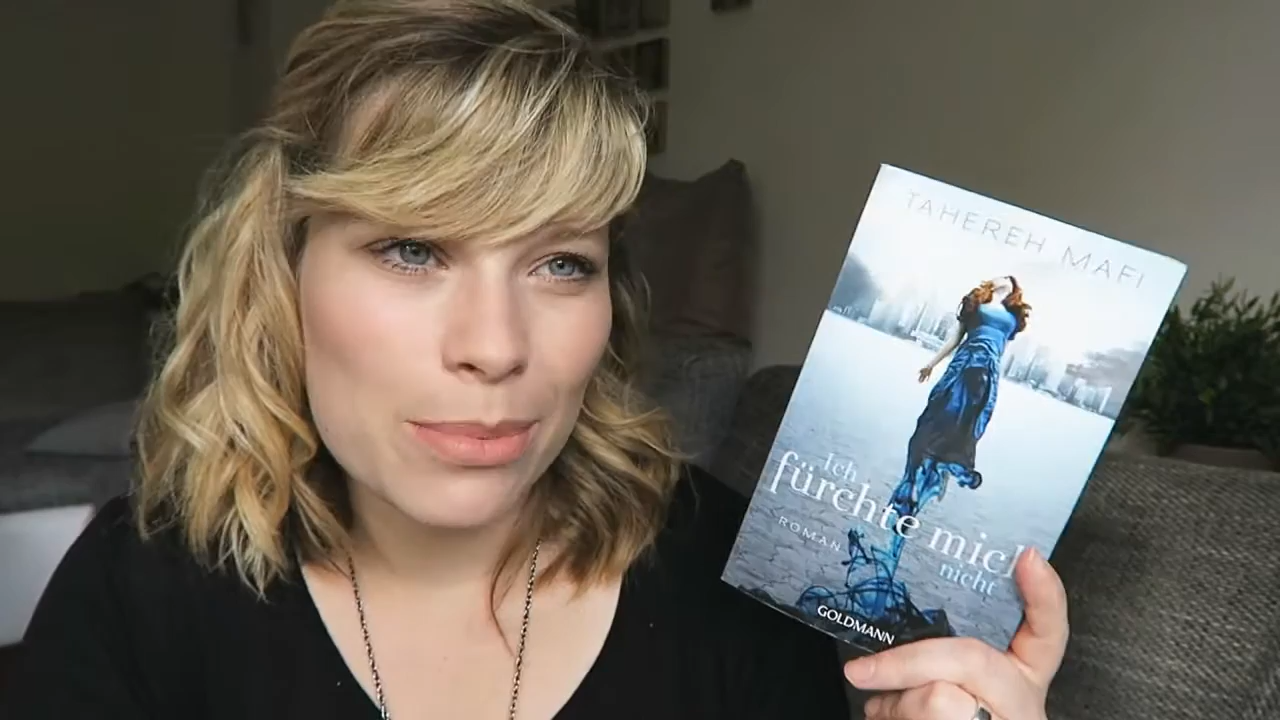 TAHEREH MAFI
Ich
fürchte mich
nicht
ROMAN
GOLDMANN